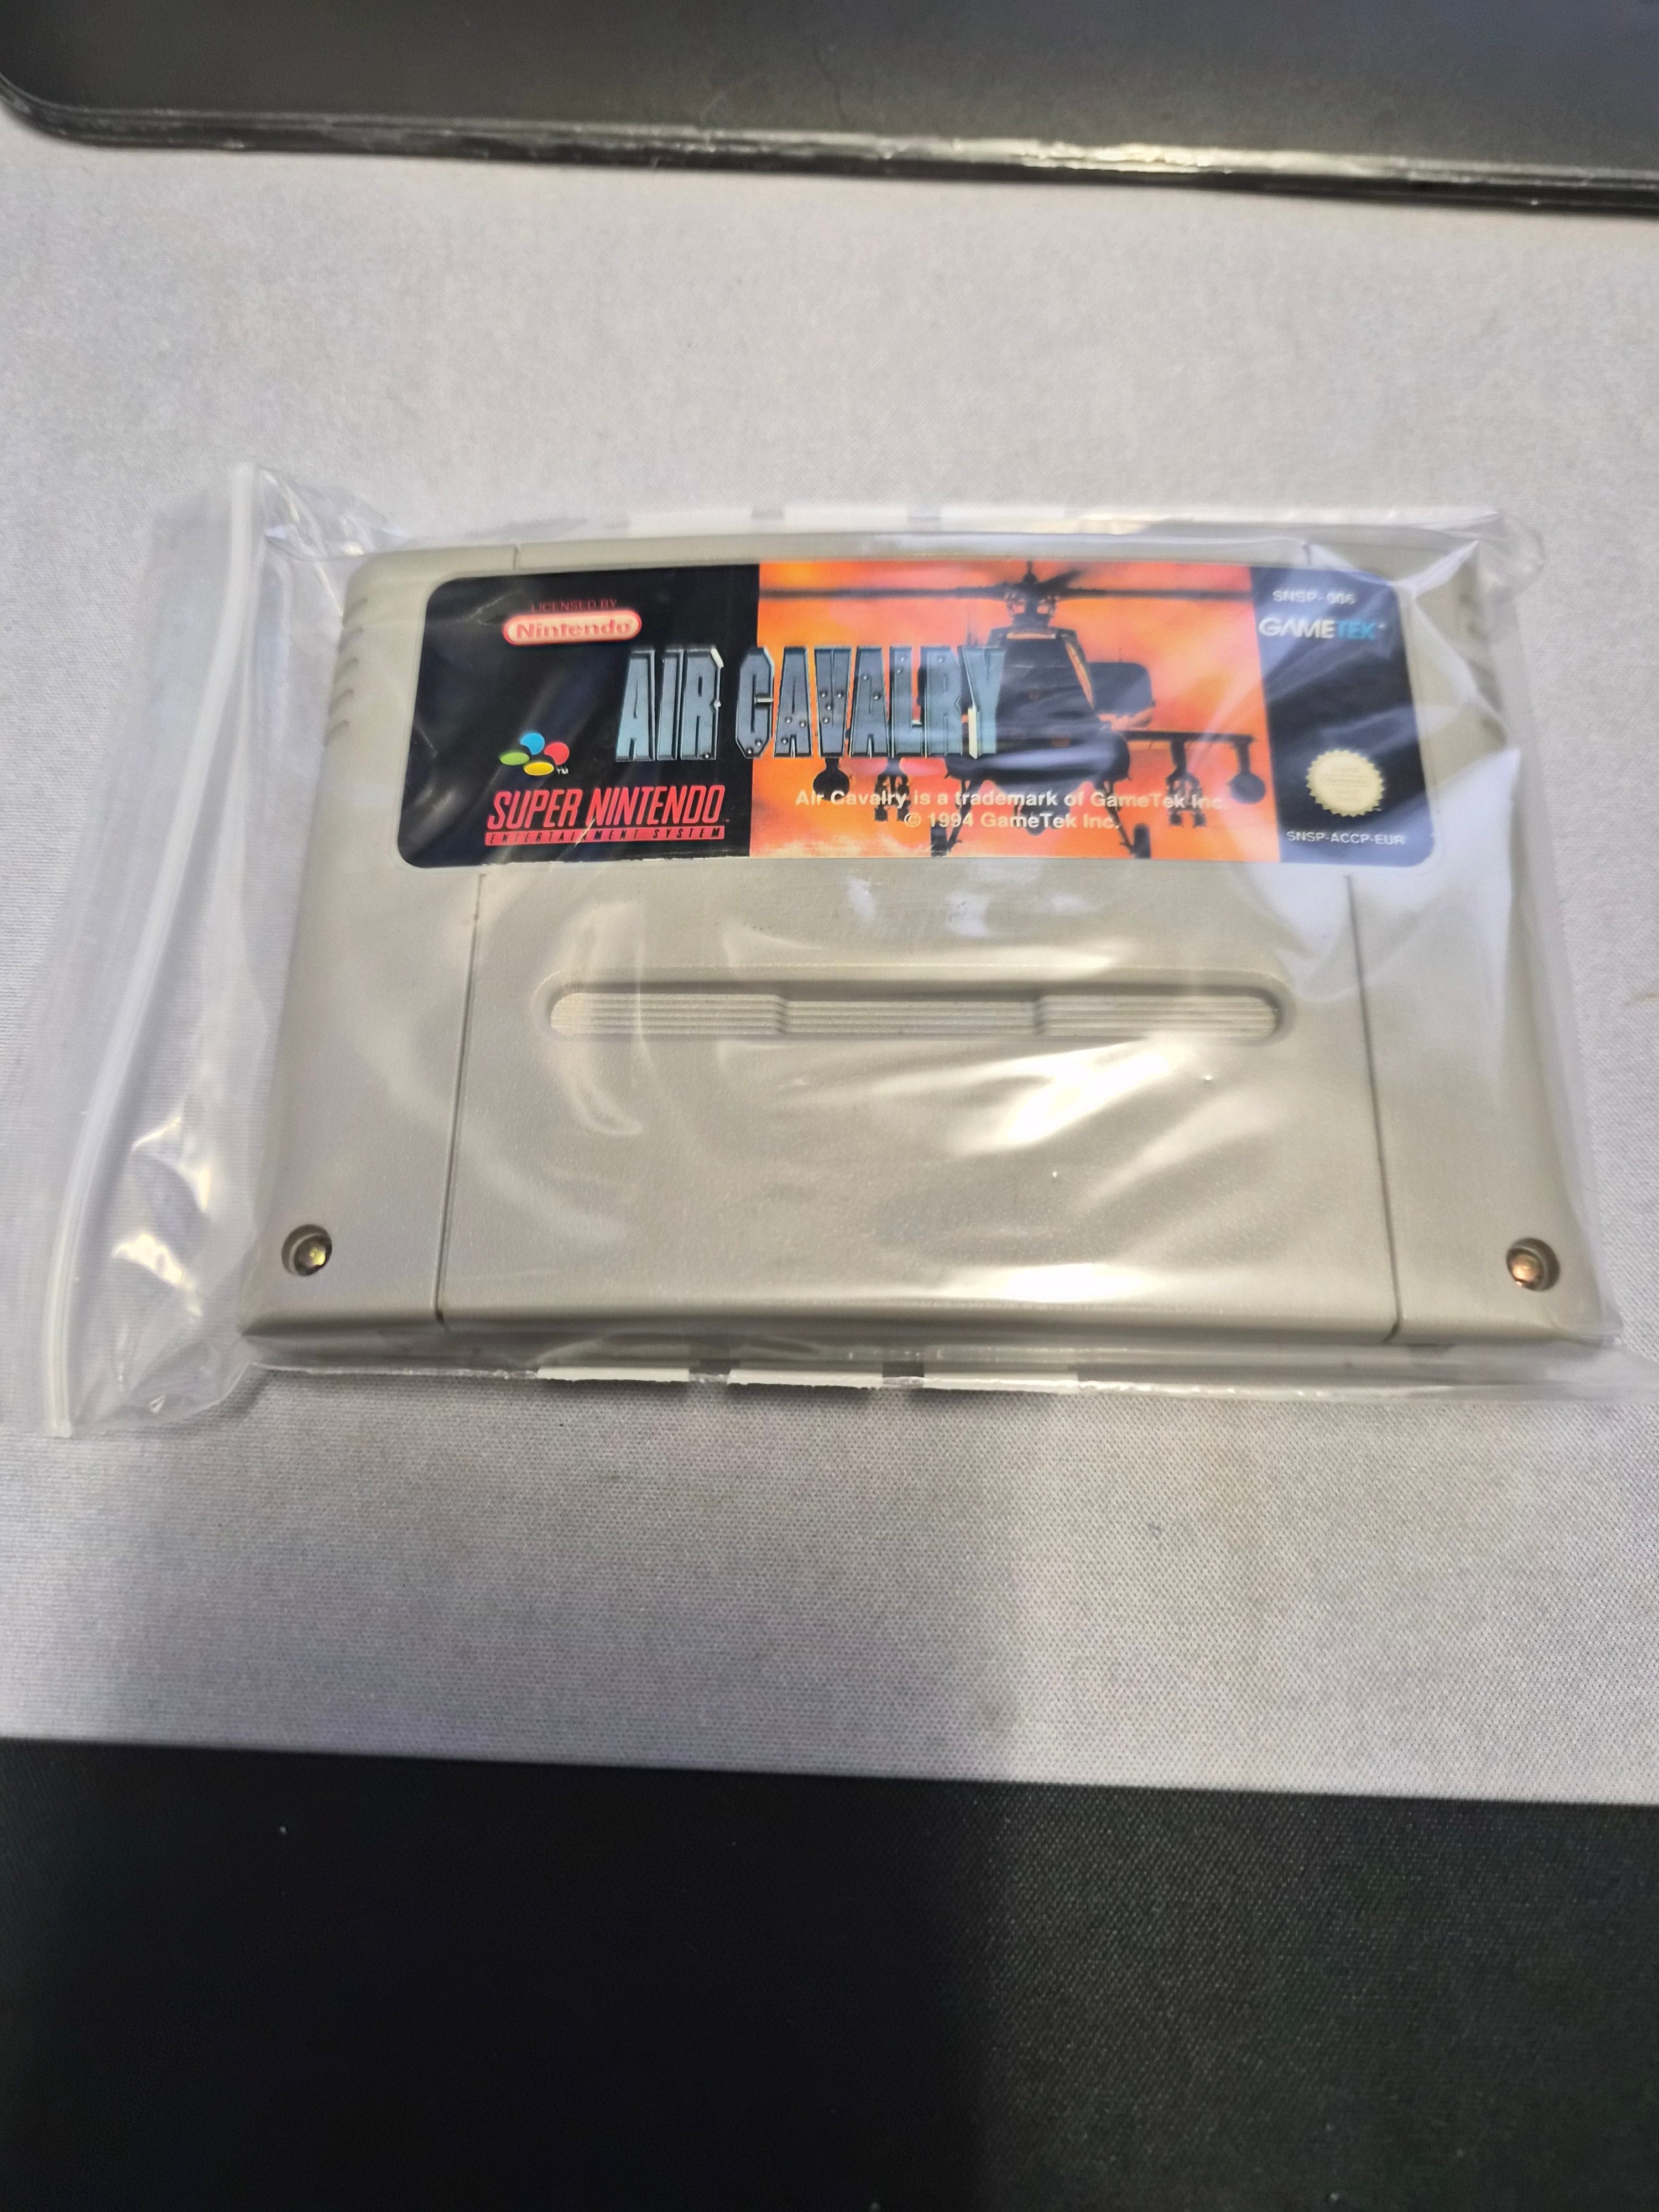 LICENSED BY
Nintendo
AIR CAVALRY
TM
SUPER NINTENDO
ENTERTAINMENT SYSTEM
Air Cavalry is a trademark of GameTek Inc.
© 1994 GameTek Inc.
SNSP-006
GAMETEK
SNSP-ACCP-EUR